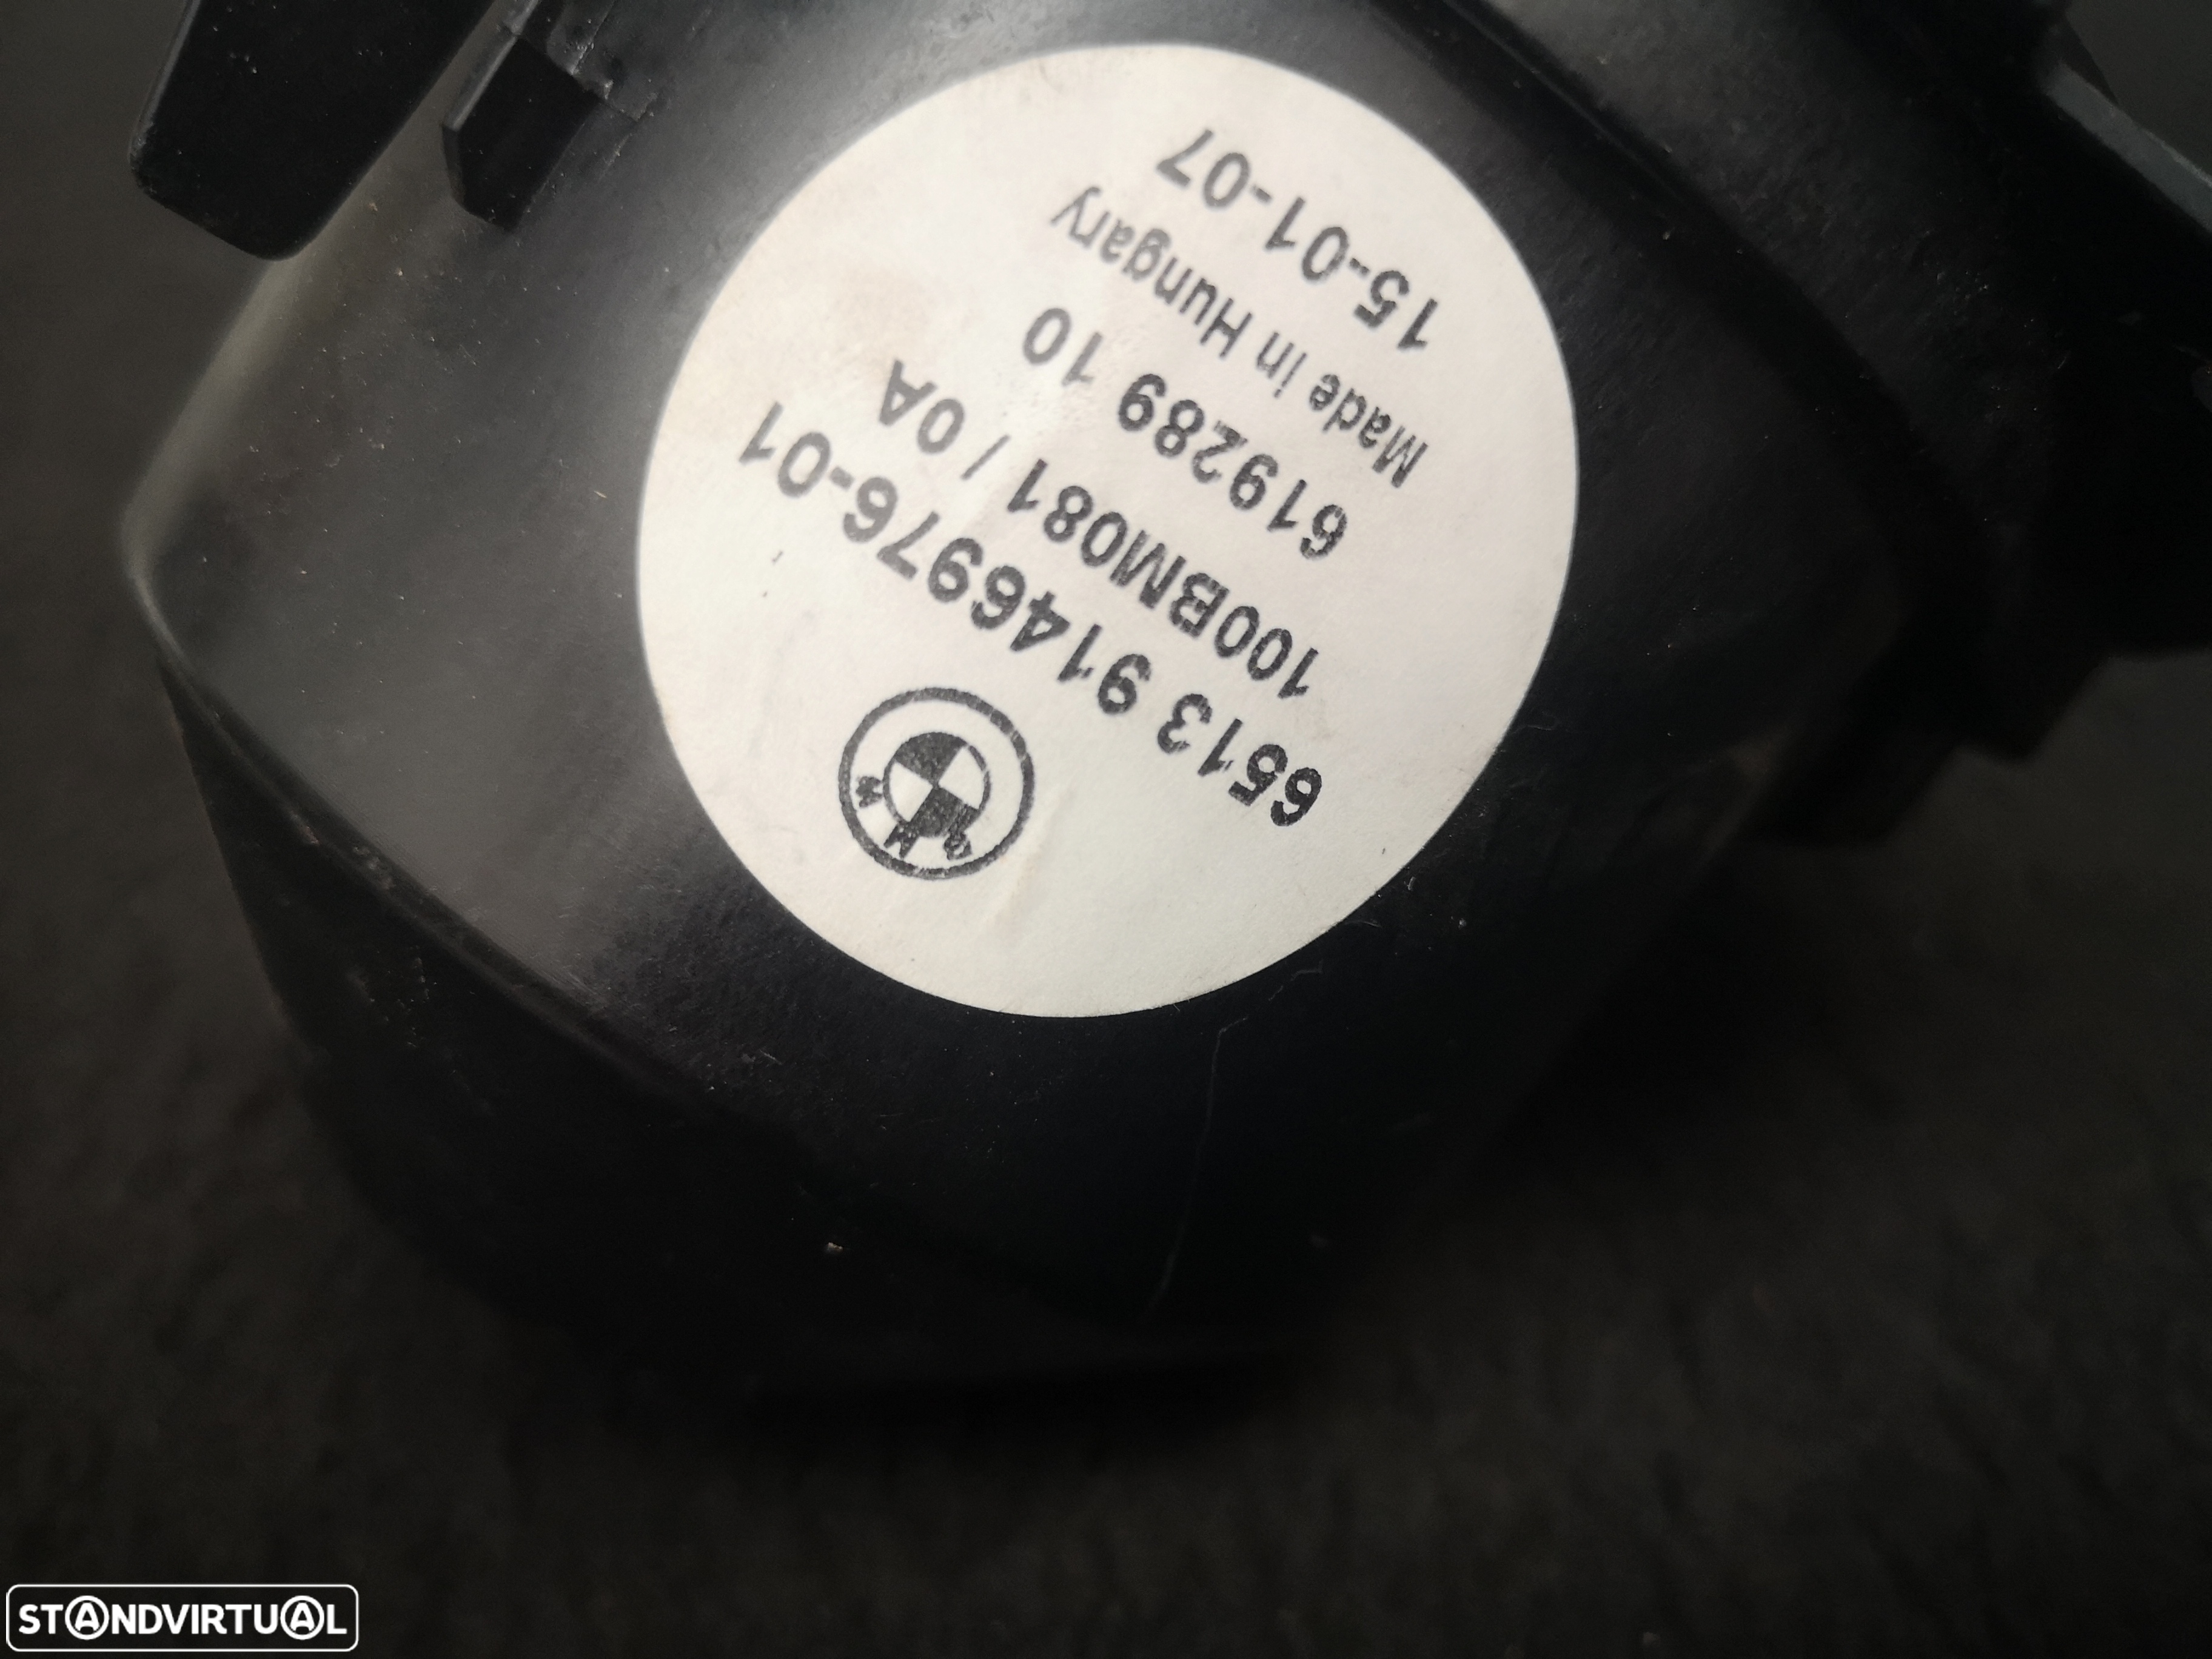 BMW
6513 9146976-01
100BM081 / 0A
619289 10
Made in Hungary
15-01-07
STANDVIRTUAL